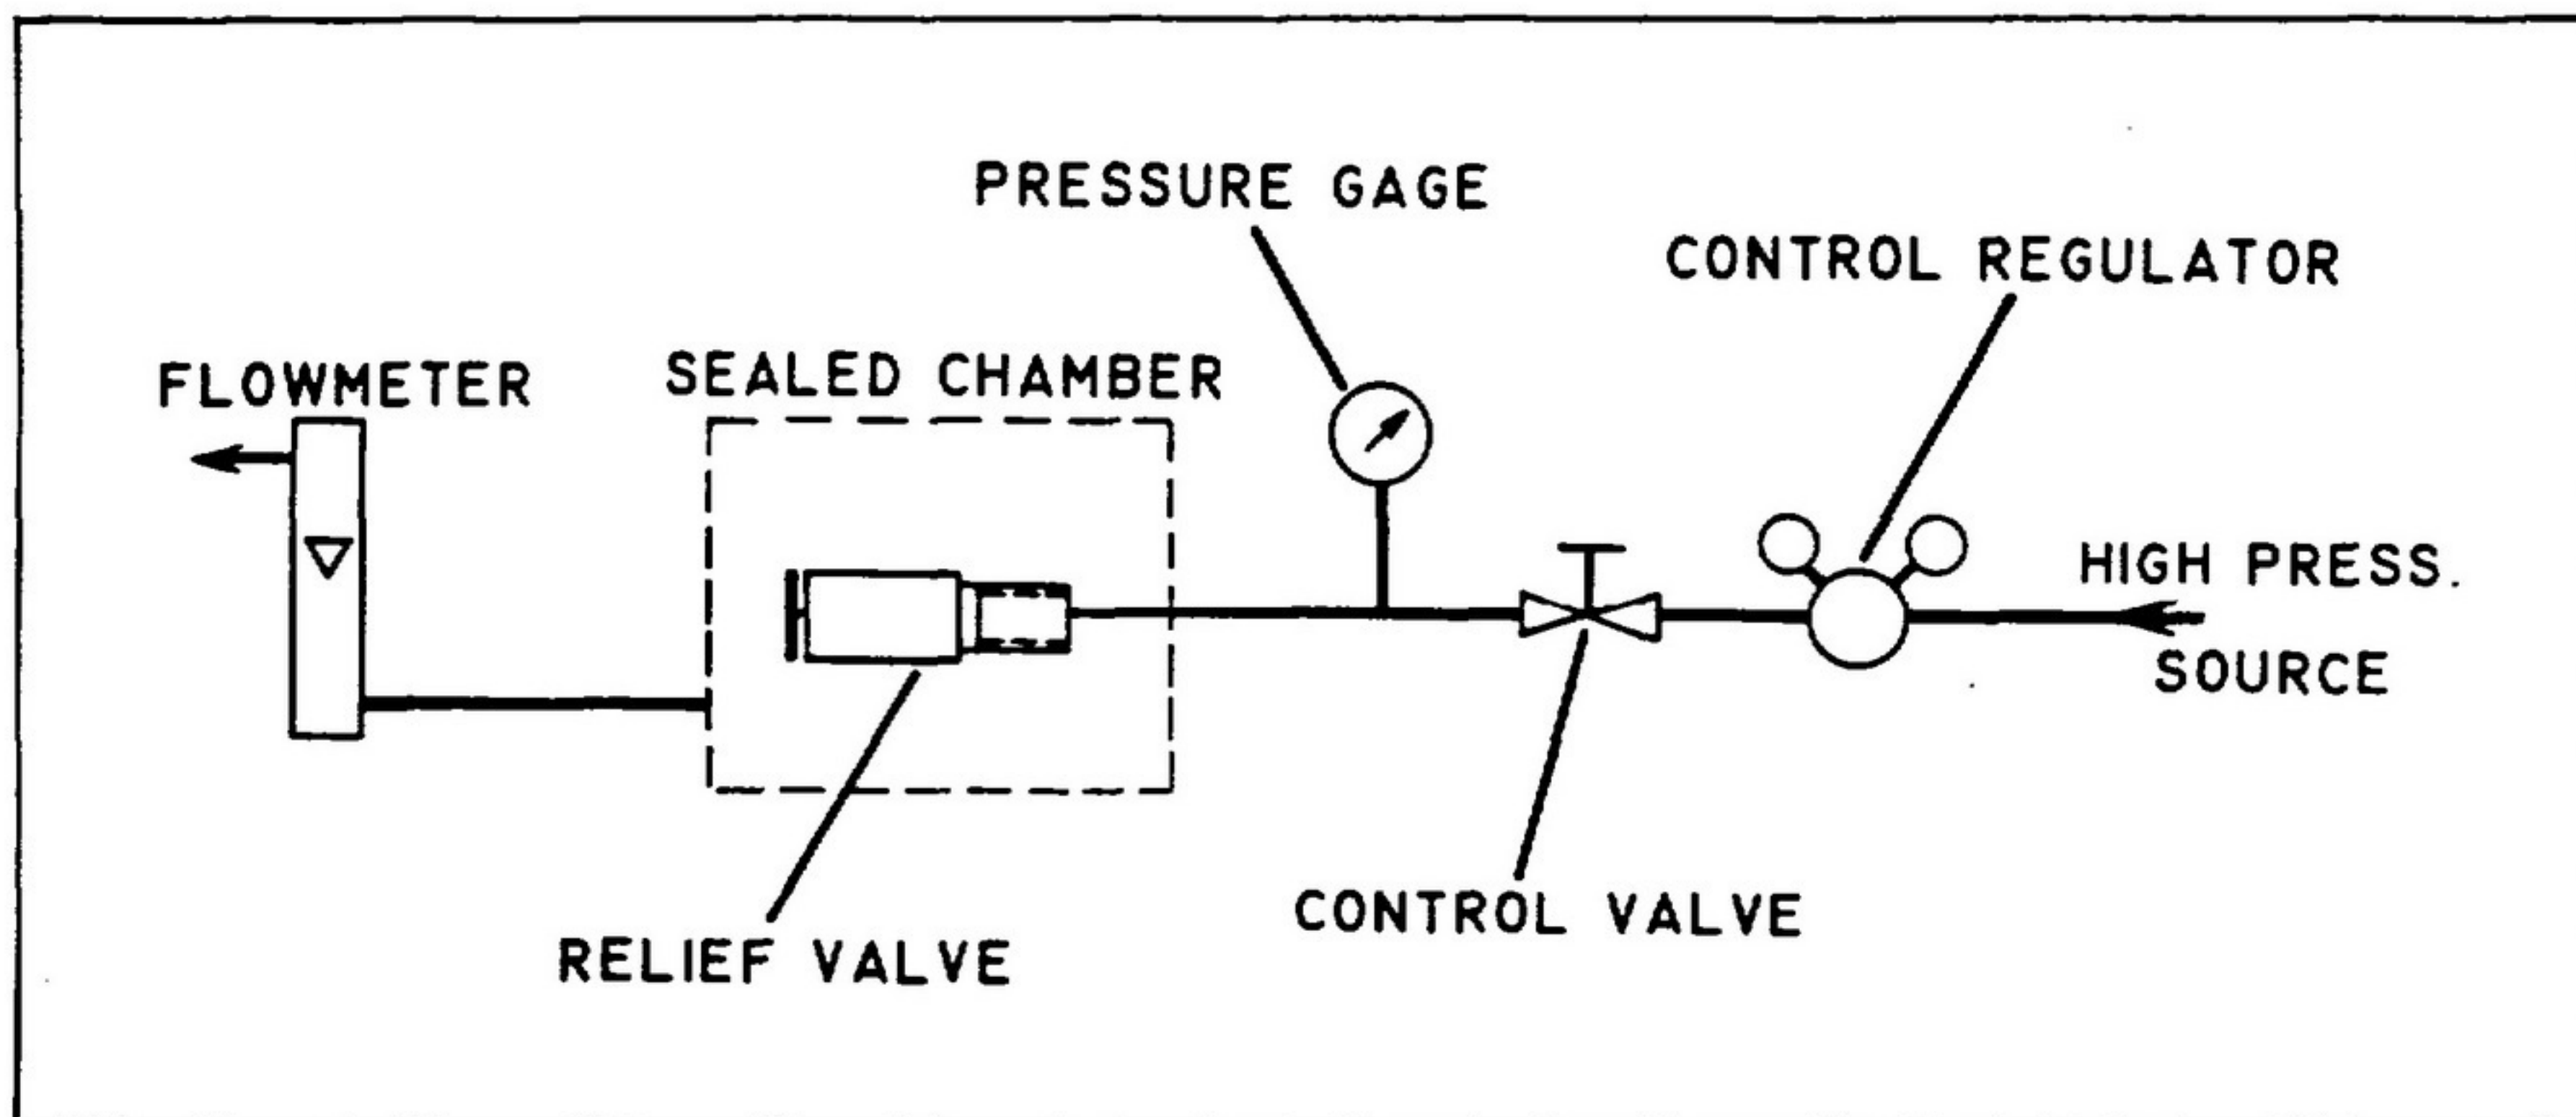 PRESSURE GAGE
CONTROL REGULATOR
FLOWMETER
SEALED CHAMBER
HIGH PRESS.
SOURCE
CONTROL VALVE
RELIEF VALVE